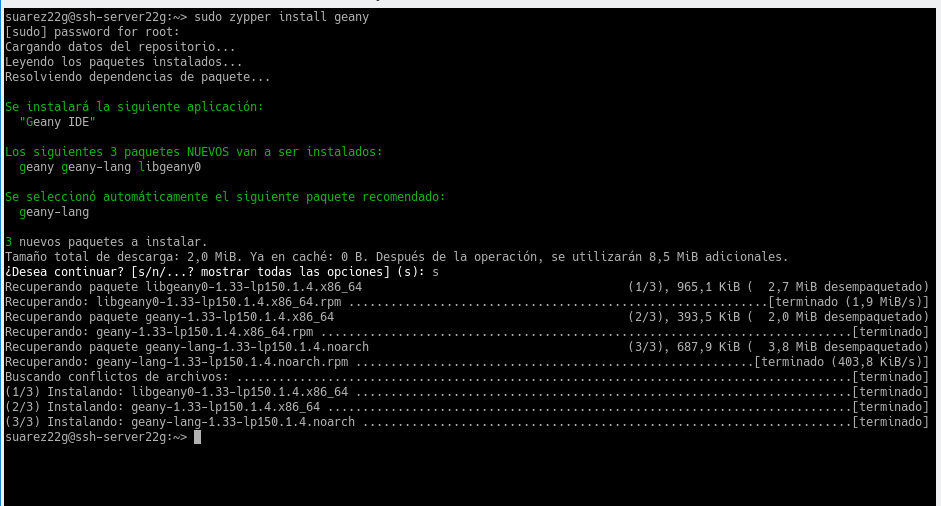 suarez22g@ssh-server22g:~> sudo zypper install geany
[sudo] password for root:
Cargando datos del repositorio...
Leyendo los paquetes instalados...
Resolviendo dependencias de paquete...
Se instalará la siguiente aplicación:
"Geany IDE"
Los siguientes 3 paquetes NUEVOS van a ser instalados:
geany geany-lang libgeany0
Se seleccionó automáticamente el siguiente paquete recomendado:
geany-lang
3 nuevos paquetes a instalar.
Tamaño total de descarga: 2,0 MiB. Ya en caché: 0 B. Después de la operación, se utilizarán 8,5 MiB adicionales.
¿Desea continuar? [s/n/...? mostrar todas las opciones] (s): s
Recuperando paquete libgeany0-1.33-lp150.1.4.x86_64 (1/3), 965,1 KiB ( 2,7 MiB desempaquetado)
Recuperando: libgeany0-1.33-lp150.1.4.x86_64.rpm ............................................................[terminado (1,9 MiB/s)]
Recuperando paquete geany-1.33-lp150.1.4.x86_64 (2/3), 393,5 KiB ( 2,0 MiB desempaquetado)
Recuperando: geany-1.33-lp150.1.4.x86_64.rpm ............................................................................[terminado]
Recuperando paquete geany-lang-1.33-lp150.1.4.noarch (3/3), 687,9 KiB ( 3,8 MiB desempaquetado)
Recuperando: geany-lang-1.33-lp150.1.4.noarch.rpm ..........................................................[terminado (403,8 KiB/s)]
Buscando conflictos de archivos: ........................................................................................[terminado]
(1/3) Instalando: libgeany0-1.33-lp150.1.4.x86_64 .......................................................................[terminado]
(2/3) Instalando: geany-1.33-lp150.1.4.x86_64 ...........................................................................[terminado]
(3/3) Instalando: geany-lang-1.33-lp150.1.4.noarch ......................................................................[terminado]
suarez22g@ssh-server22g:~>